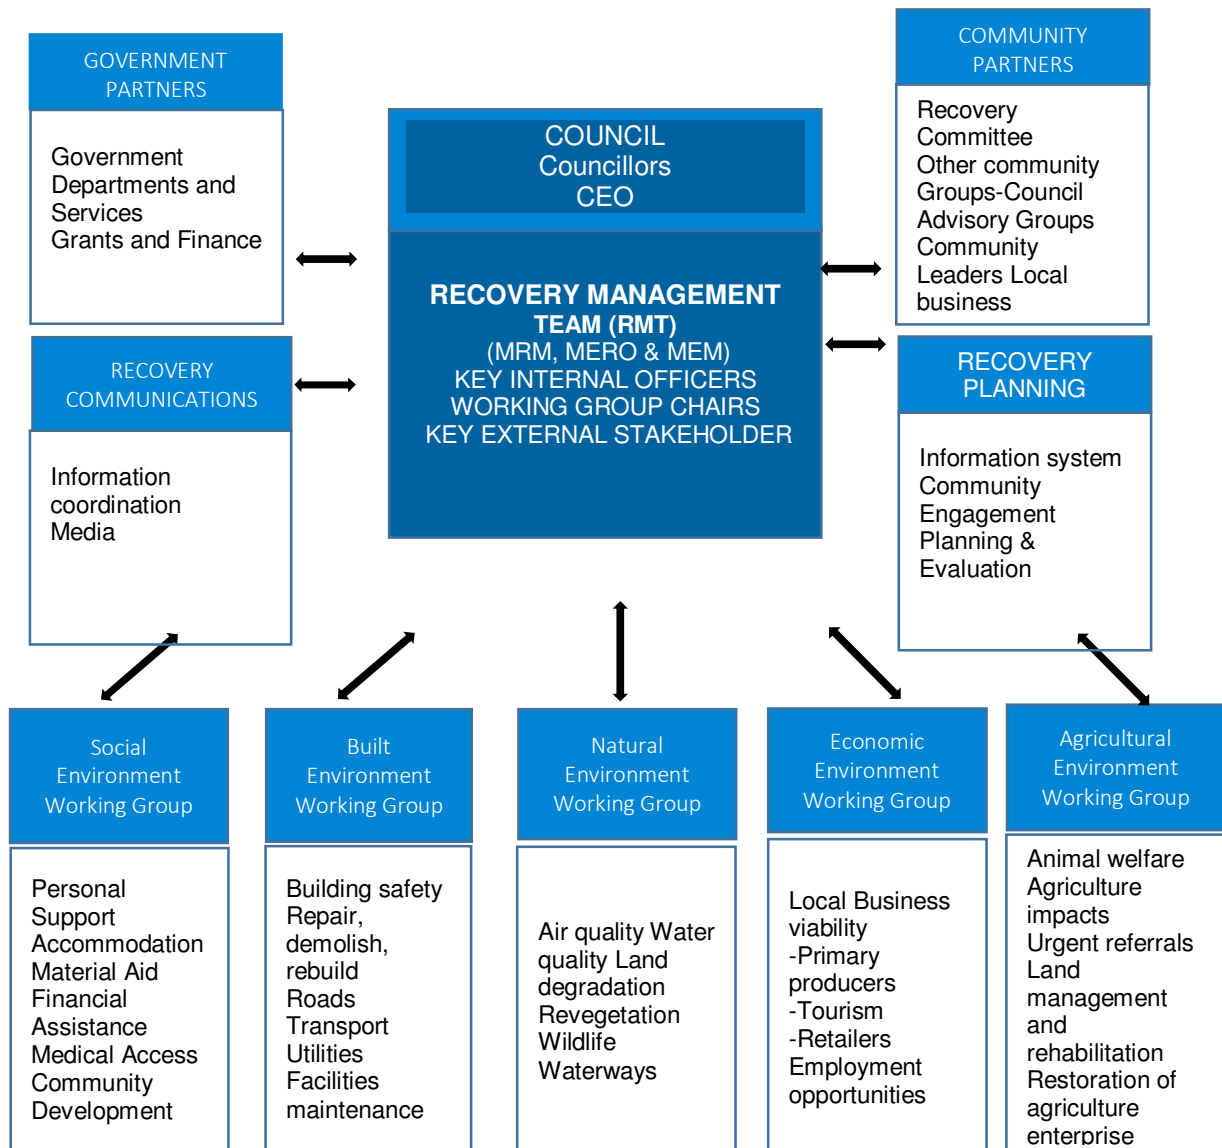 GOVERNMENT
PARTNERS
Government
Departments and
Services
Grants and Finance
COUNCIL
Councillors
CEO
RECOVERY MANAGEMENT
TEAM (RMT)
(MRM, MERO & MEM)
KEY INTERNAL OFFICERS
WORKING GROUP CHAIRS
KEY EXTERNAL STAKEHOLDER
COMMUNITY
PARTNERS
Recovery
Committee
Other community
Groups-Council
Advisory Groups
Community
Leaders Local
business
RECOVERY
COMMUNICATIONS
Information
coordination
Media
RECOVERY
PLANNING
Information system
Community
Engagement
Planning &
Evaluation
Social
Environment
Working Group
Personal
Support
Accommodation
Material Aid
Financial
Assistance
Medical Access
Community
Development
Built
Environment
Working Group
Building safety
Repair,
demolish,
rebuild
Roads
Transport
Utilities
Facilities
maintenance
Natural
Environment
Working Group
Air quality Water
quality Land
degradation
Revegetation
Wildlife
Waterways
Economic
Environment
Working Group
Local Business
viability
-Primary
producers
-Tourism
-Retailers
Employment
opportunities
Agricultural
Environment
Working Group
Animal welfare
Agriculture
impacts
Urgent referrals
Land
management
and
rehabilitation
Restoration of
agriculture
enterprise